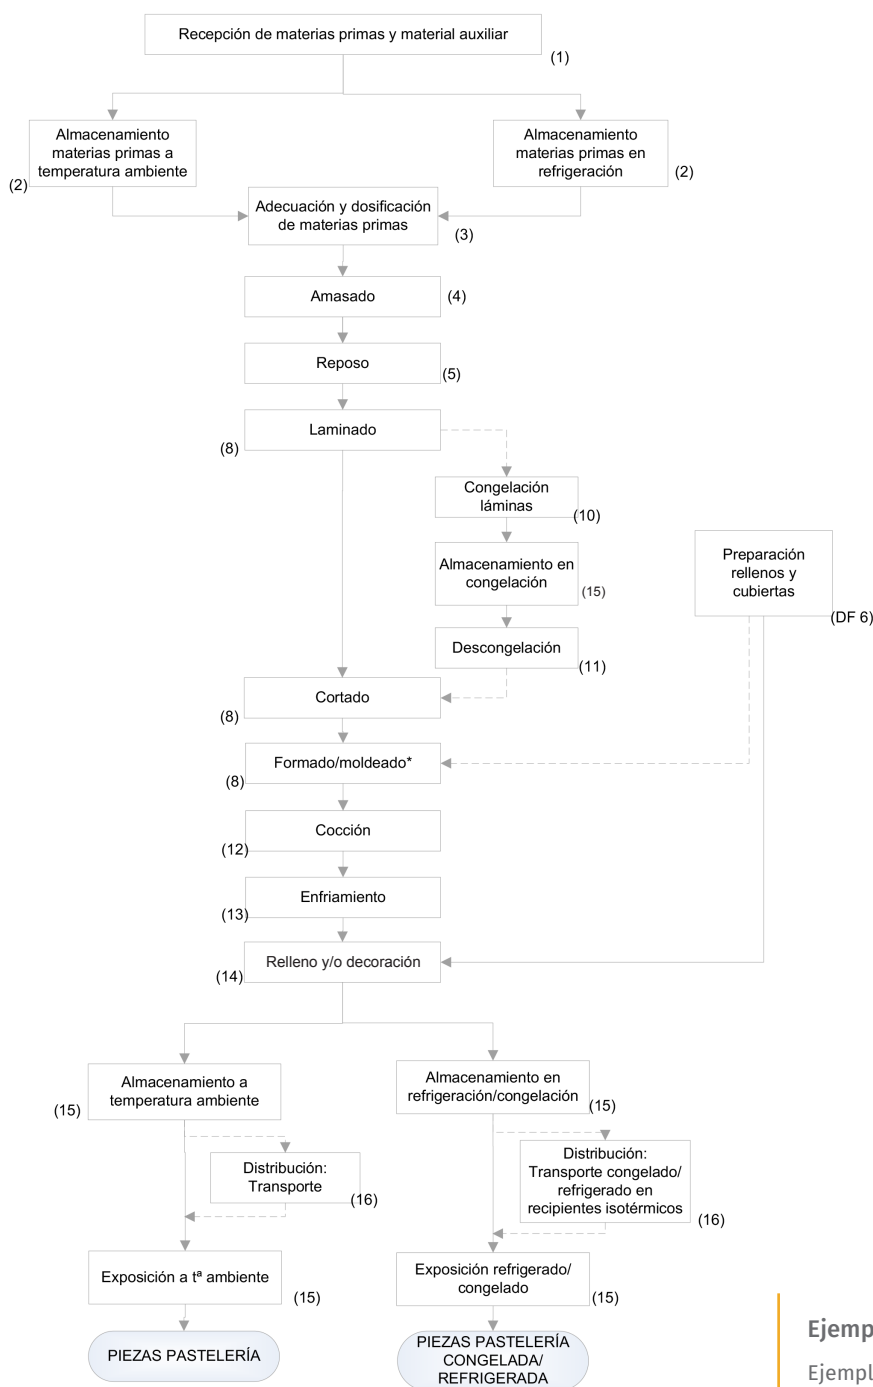 Recepción de materias primas y material auxiliar
(1)
Almacenamiento
materias primas a
temperatura ambiente
(2)
Almacenamiento
materias primas en
refrigeración
(2)
Adecuación y dosificación
de materias primas
(3)
Amasado
(4)
Reposo
(5)
Laminado
(8)
Congelación
láminas
(10)
Almacenamiento en
congelación
(15)
Descongelación
(11)
Preparación
rellenos y
cubiertas
(DF 6)
Cortado
(8)
Formado/moldeado*
(8)
Cocción
(12)
Enfriamiento
(13)
Relleno y/o decoración
(14)
Almacenamiento a
temperatura ambiente
(15)
Almacenamiento en
refrigeración/congelación
(15)
Distribución:
Transporte
(16)
Distribución:
Transporte congelado/
refrigerado en
recipientes isotérmicos
(16)
Exposición a tª ambiente
(15)
Exposición refrigerado/
congelado
(15)
PIEZAS PASTELERÍA
PIEZAS PASTELERÍA
CONGELADA/
REFRIGERADA
Ejemp
Ejempl